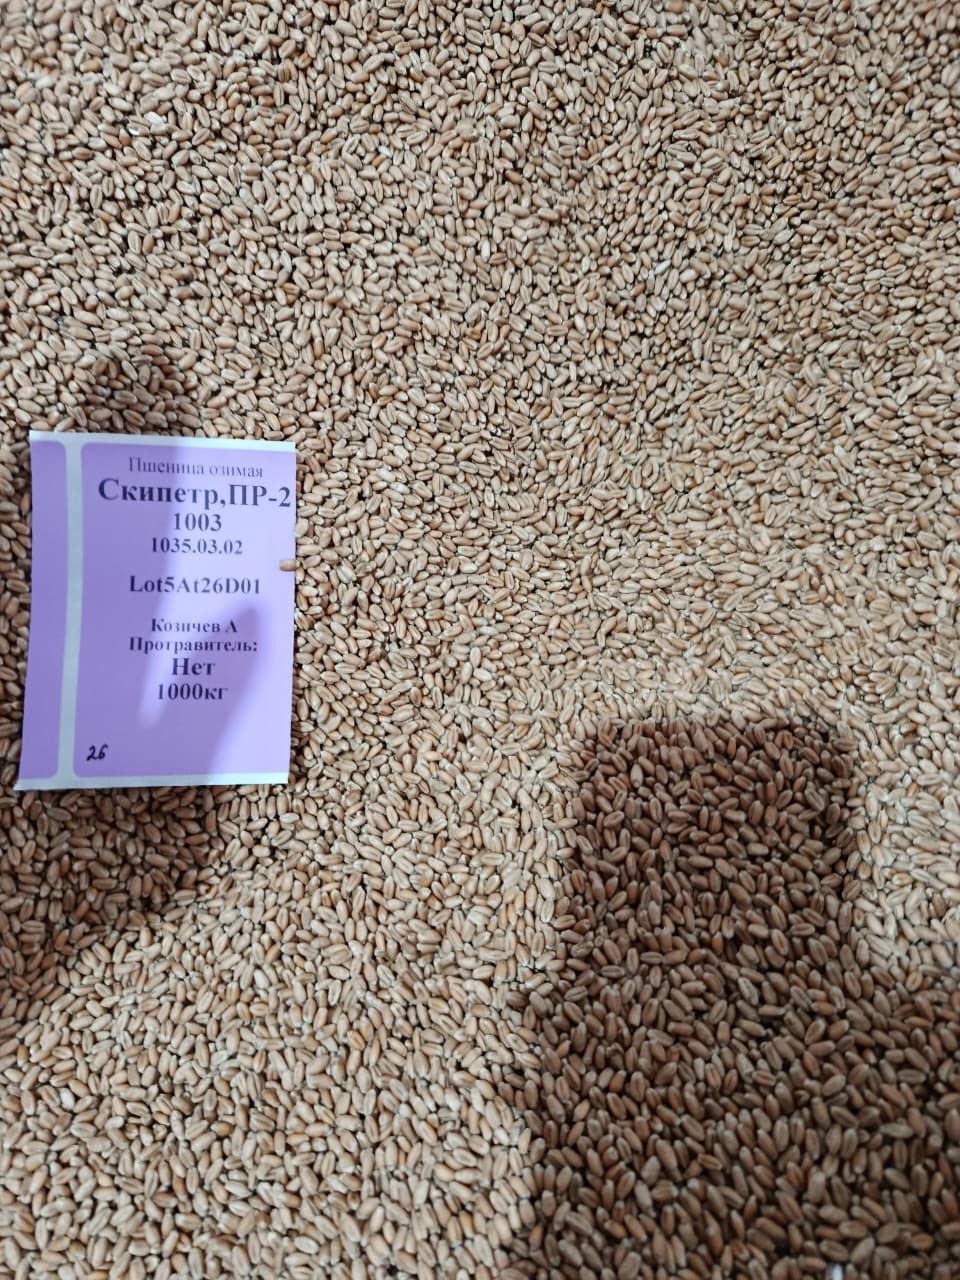 Пшеница озимая
Скипетр,ПР-2
1003
1035.03.02
Lot5At26D01
Козичев А
Протравитель:
Нет
1000кг
26